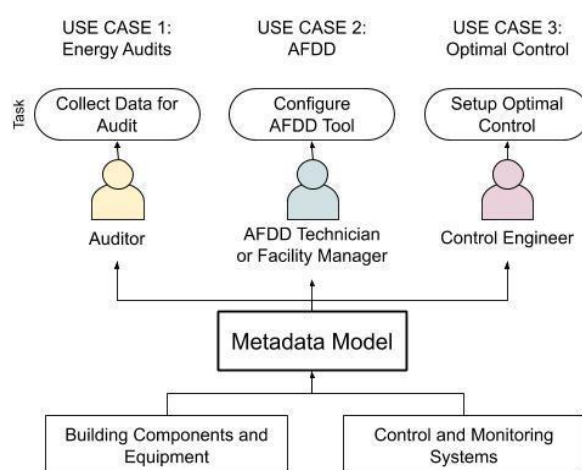 USE CASE 1:
Energy Audits
USE CASE 2:
AFDD
USE CASE 3:
Optimal Control
Task
Collect Data for
Audit
Configure
AFDD Tool
Setup Optimal
Control
Auditor
AFDD Technician
or Facility Manager
Control Engineer
Metadata Model
Building Components and
Equipment
Control and Monitoring
Systems